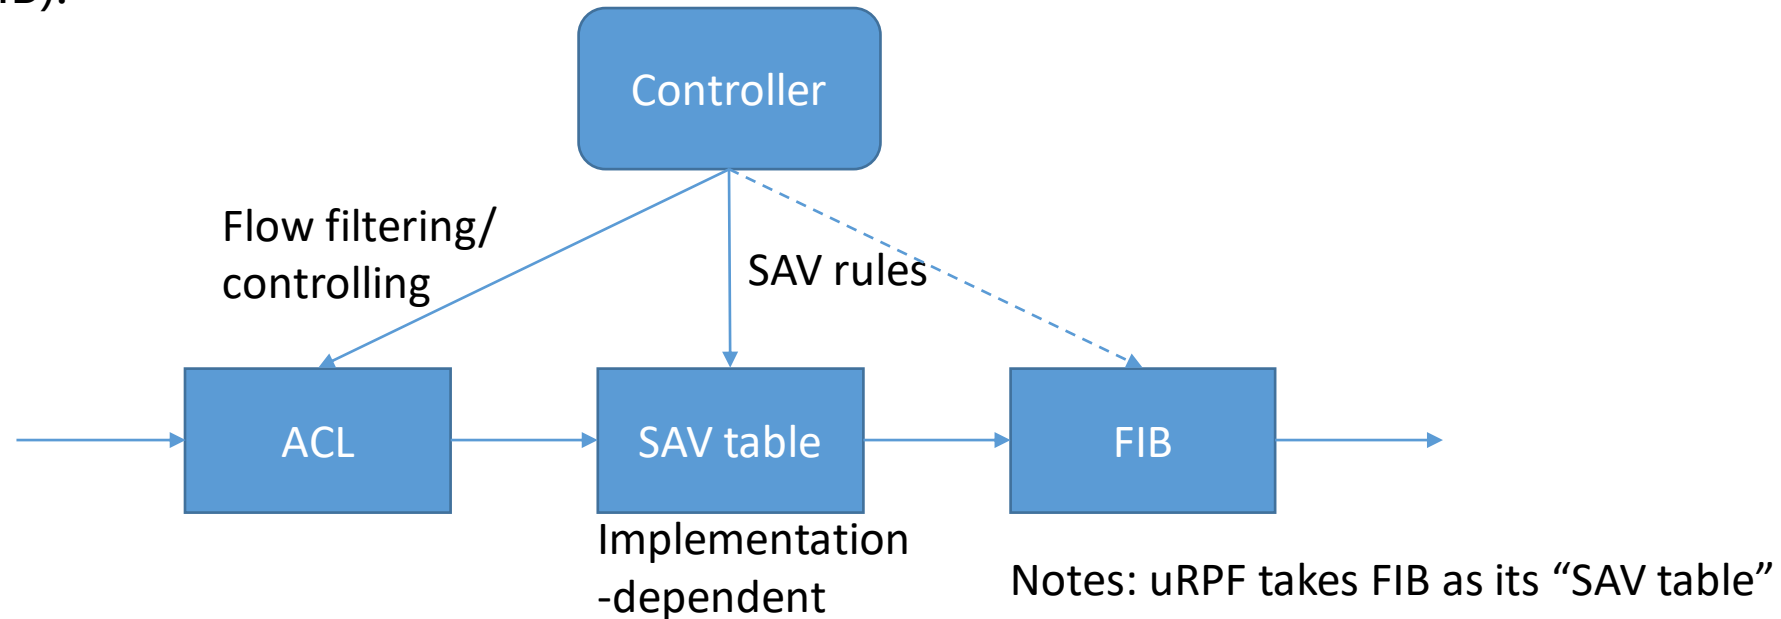 Controller
Flow filtering/
controlling
SAV rules
ACL
SAV table
FIB
Implementation
-dependent
Notes: uRPF takes FIB as its “SAV table”